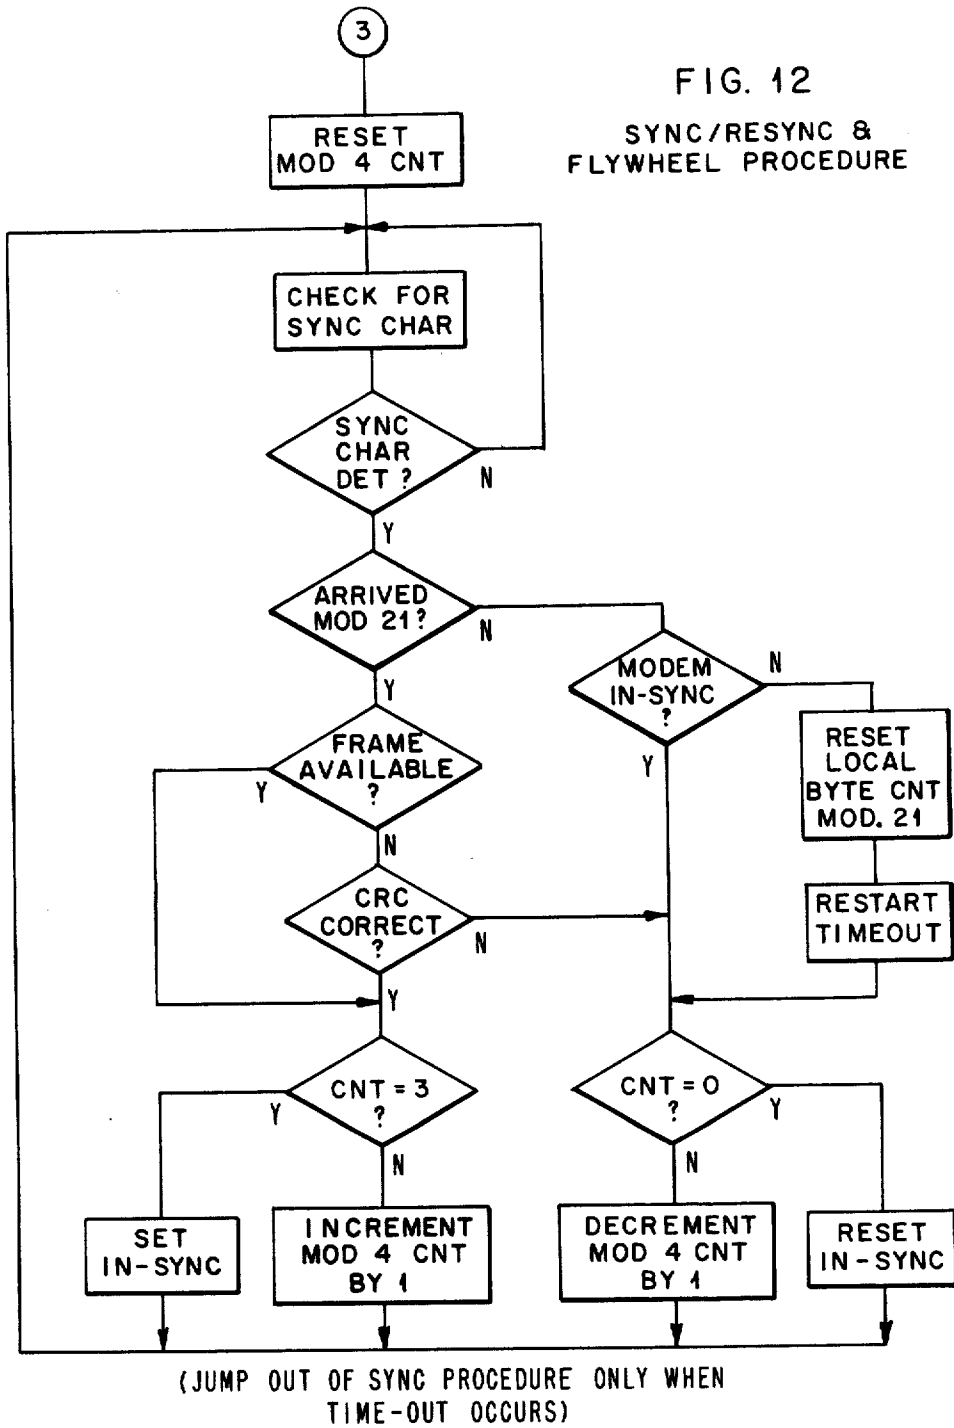 3
FIG. 12
SYNC/RESYNC &
FLYWHEEL PROCEDURE
RESET
MOD 4 CNT
CHECK FOR
SYNC CHAR
SYNC
CHAR
DET ?
N
Y
ARRIVED
MOD 21?
N
Y
MODEM
IN-SYNC
?
N
Y
FRAME
AVAILABLE
?
Y
N
RESET
LOCAL
BYTE CNT
MOD. 21
CRC
CORRECT
?
N
Y
RESTART
TIMEOUT
CNT = 3
?
Y
N
CNT = 0
?
Y
N
SET
IN-SYNC
INCREMENT
MOD 4 CNT
BY 1
DECREMENT
MOD 4 CNT
BY 1
RESET
IN-SYNC
(JUMP OUT OF SYNC PROCEDURE ONLY WHEN
TIME-OUT OCCURS)